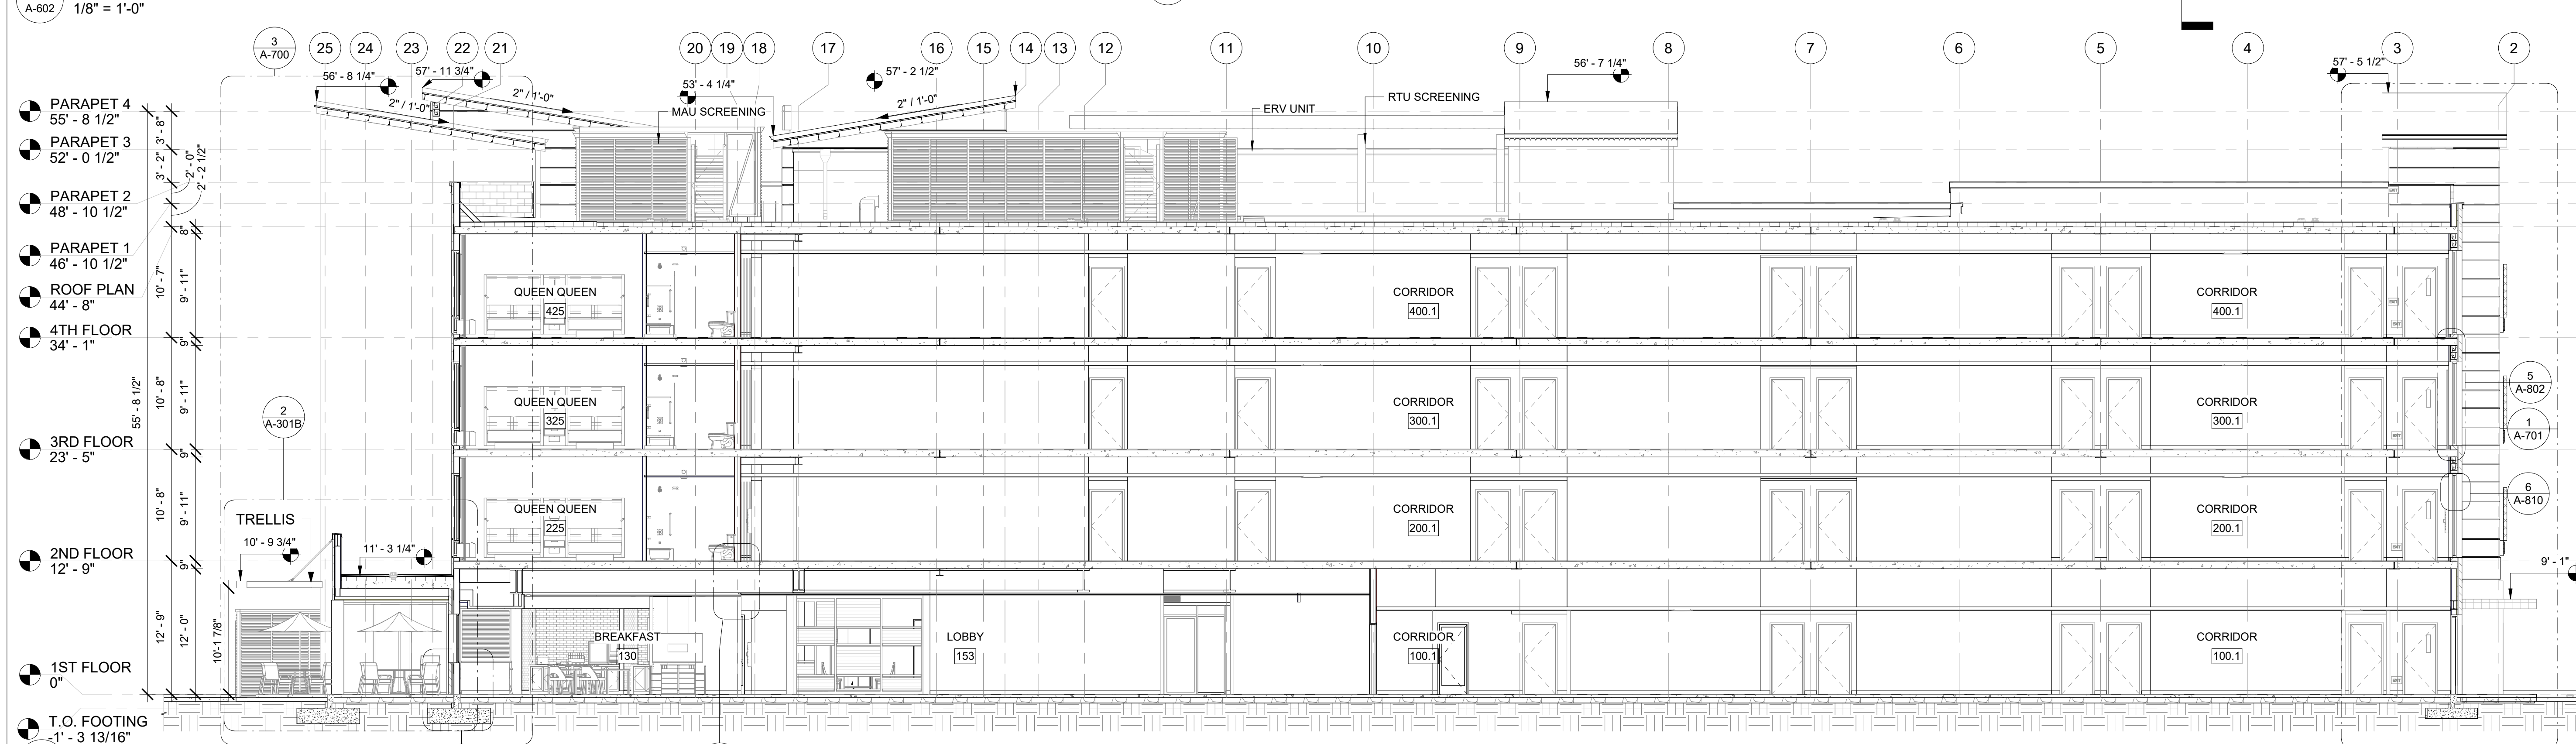 A-602
1/8" = 1'-0"
3
A-700
25
24
23
22
21
20
19
18
17
16
15
14
13
12
11
10
9
8
7
6
5
4
3
2
56' - 8 1/4"
57' - 11 3/4"
53' - 4 1/4"
57' - 2 1/2"
56' - 7 1/4"
57' - 5 1/2"
2" / 1'-0"
2" / 1'-0"
2" / 1'-0"
MAU SCREENING
ERV UNIT
RTU SCREENING
PARAPET 4
55' - 8 1/2"
PARAPET 3
52' - 0 1/2"
PARAPET 2
48' - 10 1/2"
PARAPET 1
46' - 10 1/2"
ROOF PLAN
44' - 8"
4TH FLOOR
34' - 1"
3RD FLOOR
23' - 5"
2ND FLOOR
12' - 9"
1ST FLOOR
0"
T.O. FOOTING
-1' - 3 13/16"
3' - 8"
3' - 2"
2' - 0"
2' - 2 1/2"
8"
10' - 7"
9' - 11"
9"
55' - 8 1/2"
10' - 8"
9' - 11"
9"
10' - 8"
9' - 11"
9"
12' - 9"
12' - 0"
10' - 1 7/8"
2
A-301B
TRELLIS
10' - 9 3/4"
11' - 3 1/4"
QUEEN QUEEN
425
CORRIDOR
400.1
CORRIDOR
400.1
EXIT
QUEEN QUEEN
325
CORRIDOR
300.1
CORRIDOR
300.1
EXIT
QUEEN QUEEN
225
CORRIDOR
200.1
CORRIDOR
200.1
EXIT
BREAKFAST
130
LOBBY
153
CORRIDOR
100.1
CORRIDOR
100.1
EXIT
5
A-802
1
A-701
6
A-810
9' - 1"